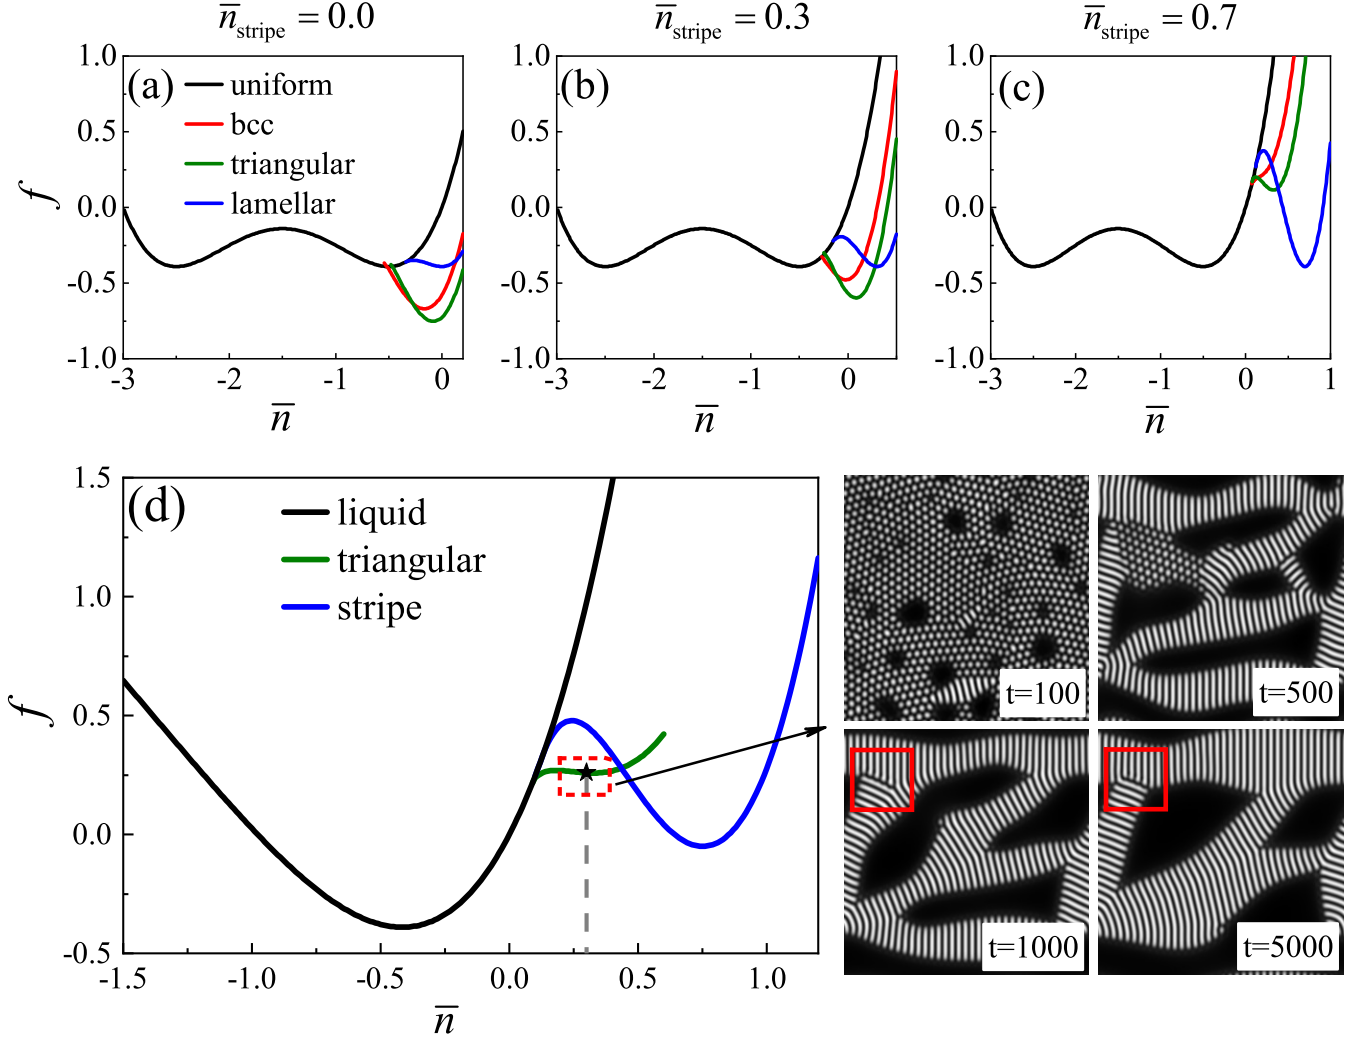 n̅stripe = 0.0
n̅stripe = 0.3
n̅stripe = 0.7
(a)
uniform
bcc
triangular
lamellar
1.0
0.5
0.0
-0.5
-1.0
f
-3 -2 -1 0
n̅
(b)
1.0
0.5
0.0
-0.5
-1.0
-3 -2 -1 0
n̅
(c)
1.0
0.5
0.0
-0.5
-1.0
-3 -2 -1 0 1
n̅
(d)
liquid
triangular
stripe
1.5
1.0
0.5
0.0
-0.5
f
-1.5 -1.0 -0.5 0.0 0.5 1.0
n̅
t=100
t=500
t=1000
t=5000